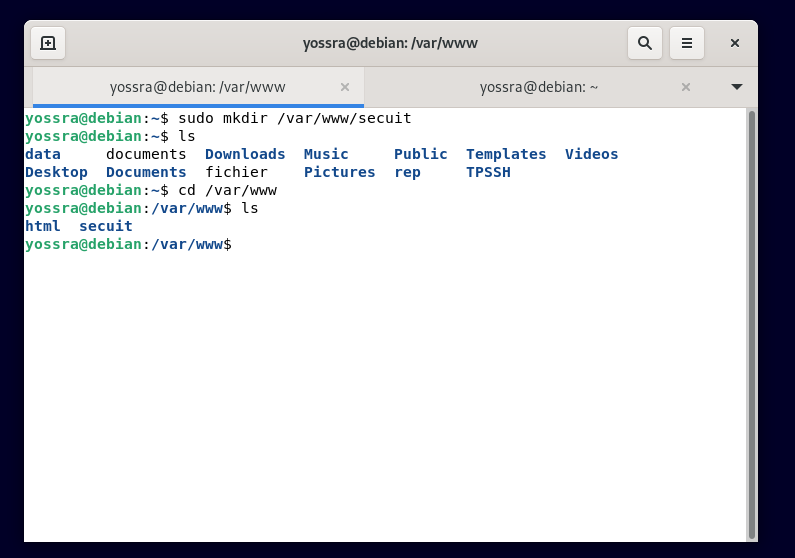 yossra@debian: /var/www
yossra@debian: /var/www
yossra@debian: ~
yossra@debian:~$ sudo mkdir /var/www/secuit
yossra@debian:~$ ls
data documents Downloads Music Public Templates Videos
Desktop Documents fichier Pictures rep TPSSH
yossra@debian:~$ cd /var/www
yossra@debian:/var/www$ ls
html secuit
yossra@debian:/var/www$